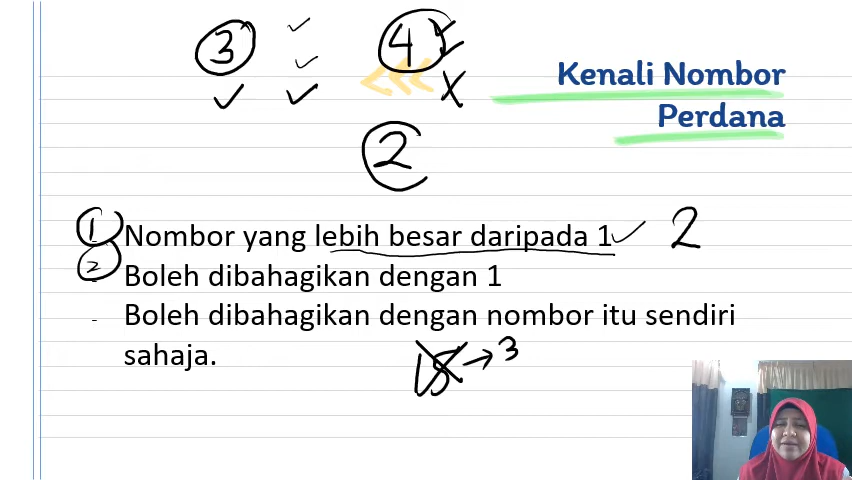 3 4
Kenali Nombor
Perdana
2
1 Nombor yang lebih besar daripada 1 2
2 Boleh dibahagikan dengan 1
- Boleh dibahagikan dengan nombor itu sendiri
sahaja.
15 → 3